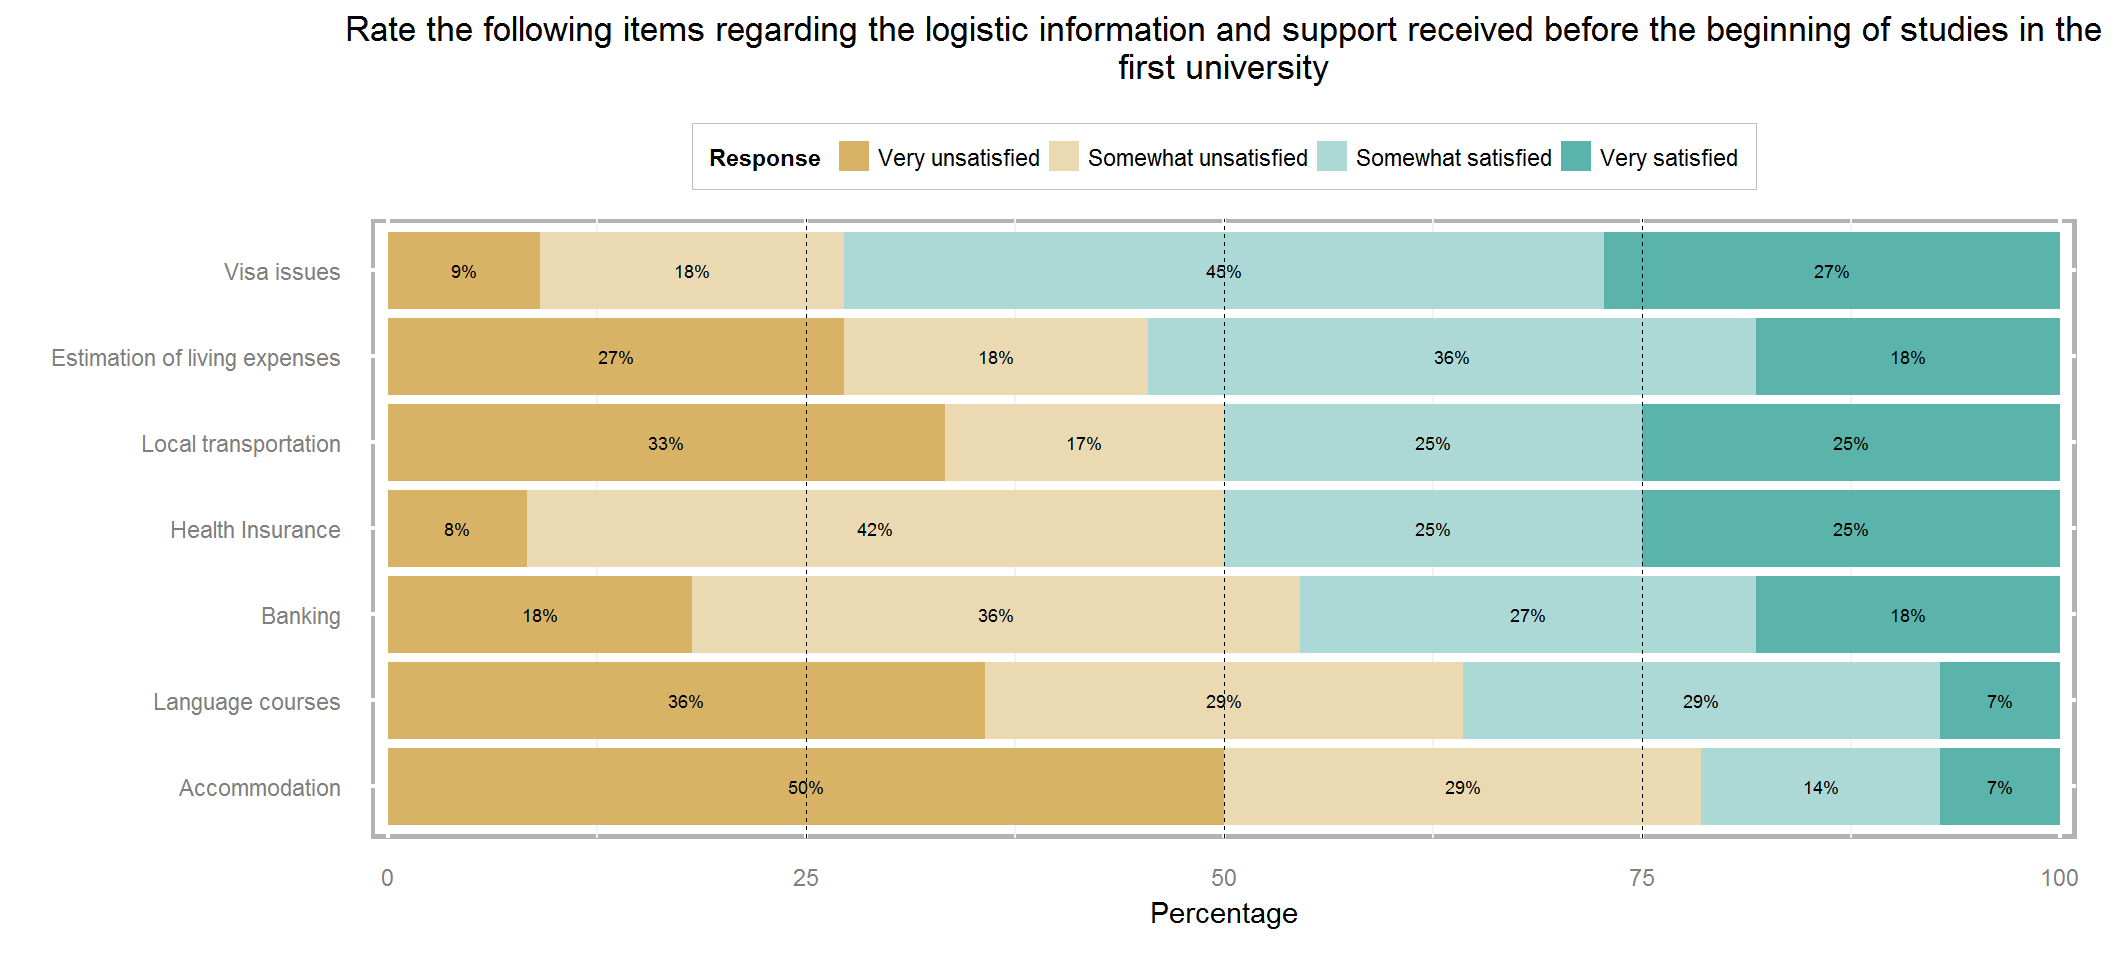 Rate the following items regarding the logistic information and support received before the beginning of studies in the
first university
Response Very unsatisfied Somewhat unsatisfied Somewhat satisfied Very satisfied
Visa issues 9% 18% 45% 27%
Estimation of living expenses 27% 18% 36% 18%
Local transportation 33% 17% 25% 25%
Health Insurance 8% 42% 25% 25%
Banking 18% 36% 27% 18%
Language courses 36% 29% 29% 7%
Accommodation 50% 29% 14% 7%
0 25 50 75 100
Percentage